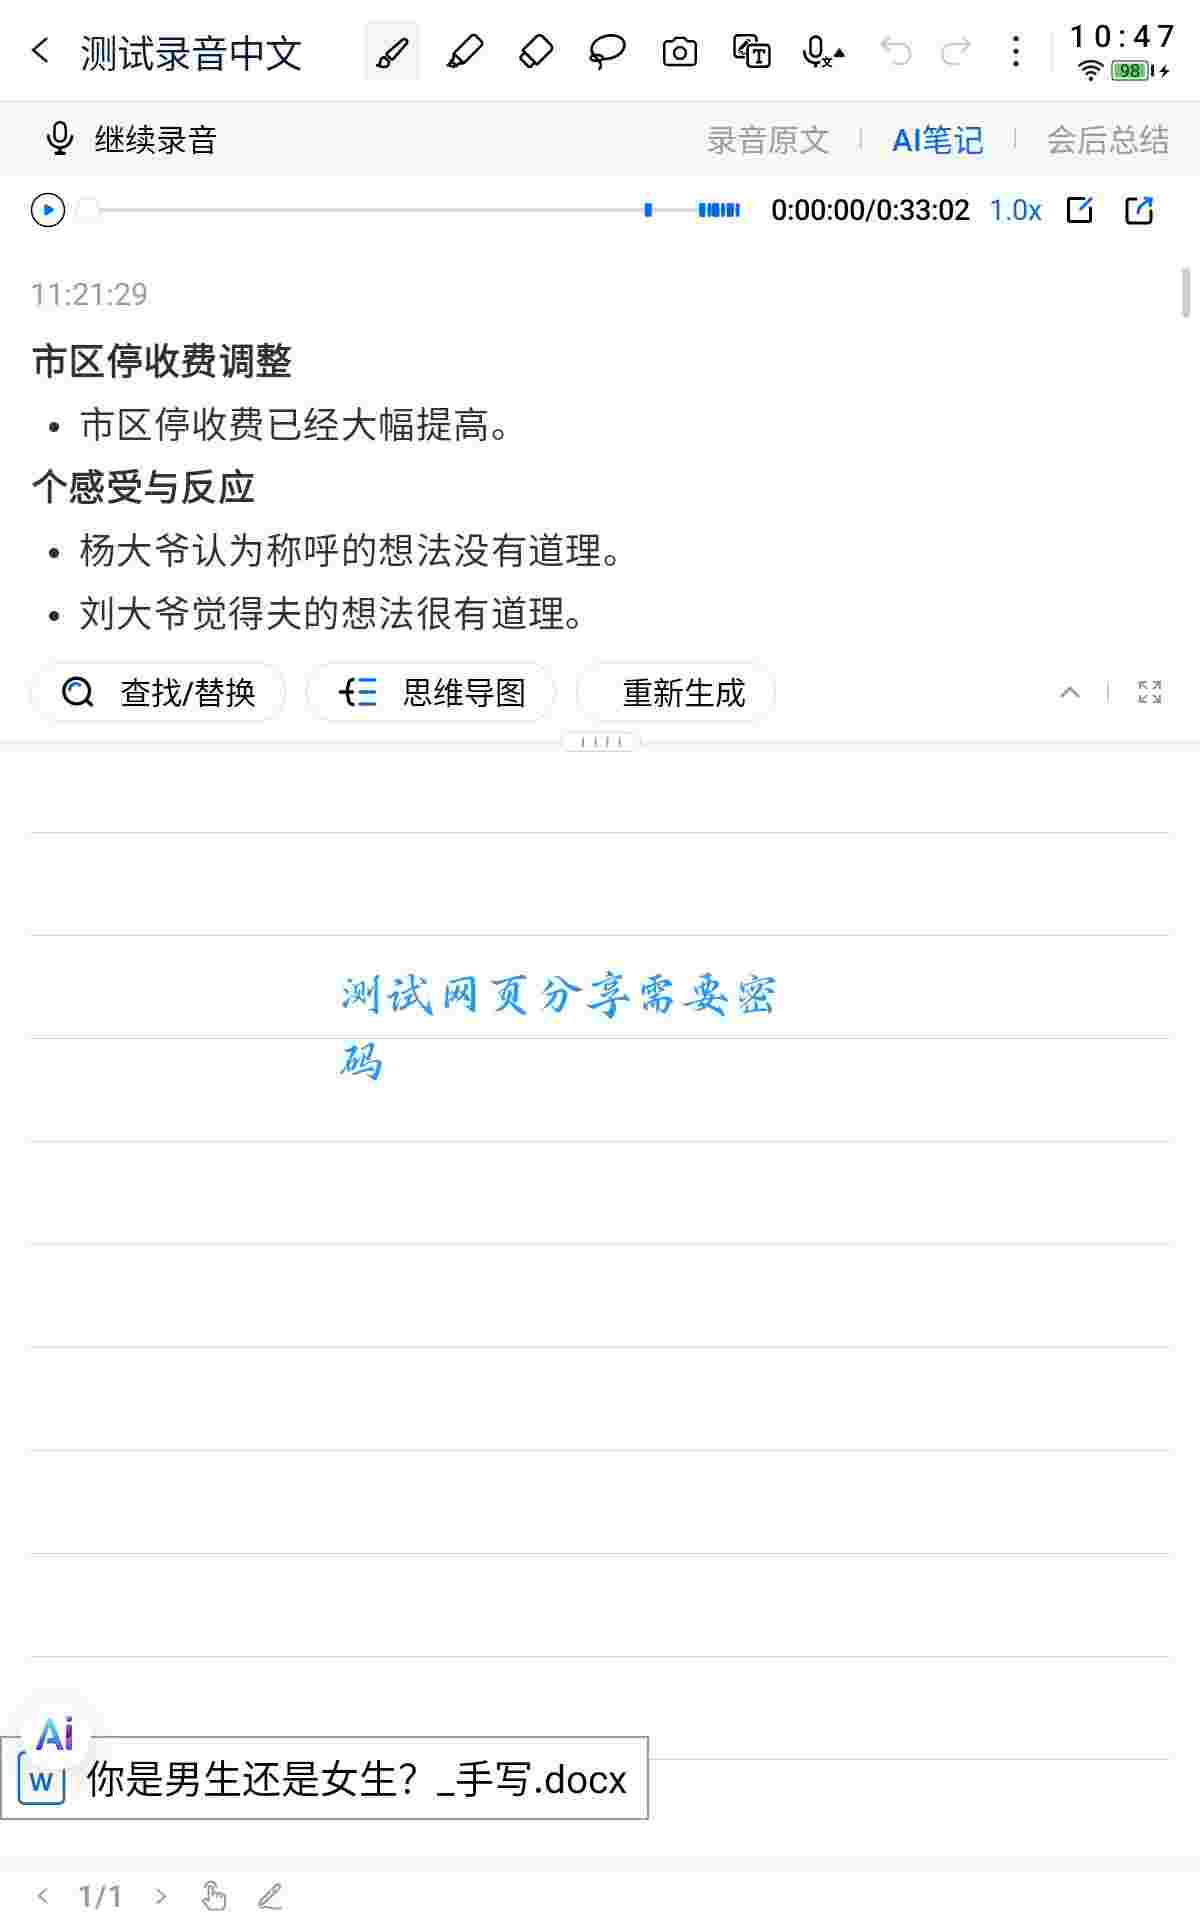 测试录音中文
10:47
98
继续录音
录音原文
AI笔记
会后总结
0:00:00/0:33:02
1.0x
11:21:29
市区停收费调整
市区停收费已经大幅提高。
个感受与反应
杨大爷认为称呼的想法没有道理。
刘大爷觉得夫的想法很有道理。
查找/替换
思维导图
重新生成
测试网页分享需要密
码
Ai
W 你是男生还是女生？_手写.docx
1/1